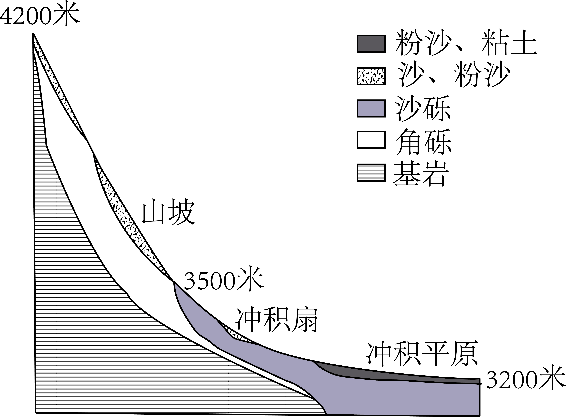 4200米
粉沙、粘土
沙、粉沙
沙砾
角砾
基岩
山坡
3500米
冲积扇
冲积平原
3200米